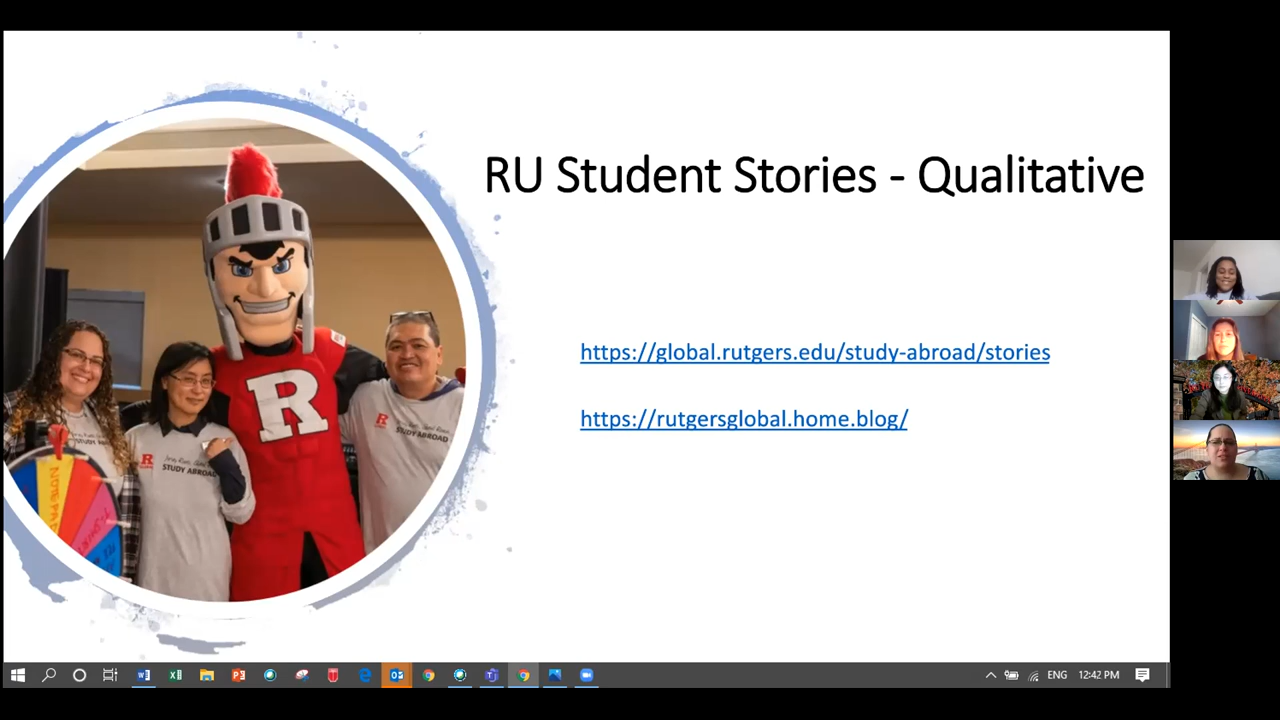 RU Student Stories - Qualitative
https://global.rutgers.edu/study-abroad/stories
https://rutgersglobal.home.blog/
R
R
STUDY ABROAD
R
STUDY ABROAD
ENG
12:42 PM